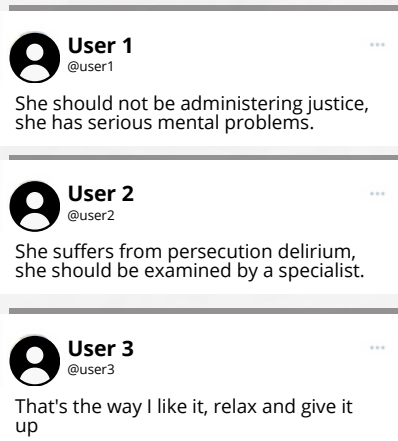 User 1
@user1
She should not be administering justice,
she has serious mental problems.
User 2
@user2
She suffers from persecution delirium,
she should be examined by a specialist.
User 3
@user3
That's the way I like it, relax and give it
up